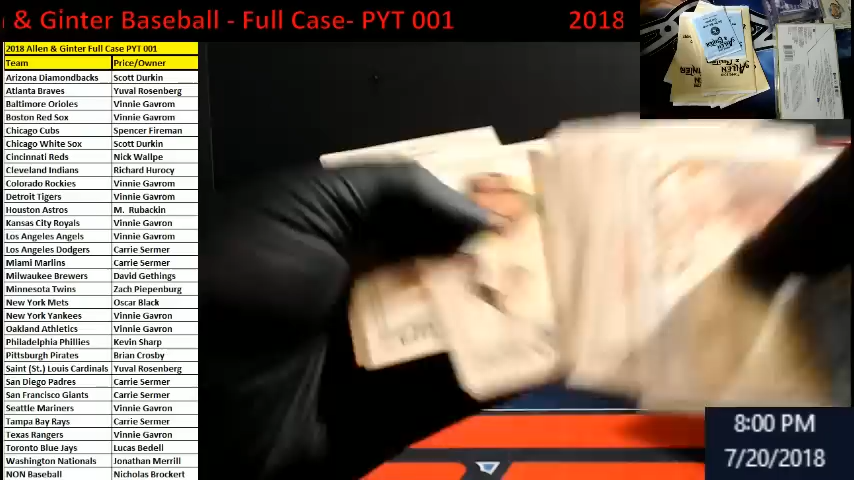 & Ginter Baseball - Full Case- PYT 001 2018
2018 Allen & Ginter Full Case PYT 001
Team Price/Owner
Arizona Diamondbacks Scott Durkin
Atlanta Braves Yuval Rosenberg
Baltimore Orioles Vinnie Gavrom
Boston Red Sox Vinnie Gavrom
Chicago Cubs Spencer Fireman
Chicago White Sox Scott Durkin
Cincinnati Reds Nick Wallpe
Cleveland Indians Richard Hurocy
Colorado Rockies Vinnie Gavrom
Detroit Tigers Vinnie Gavrom
Houston Astros M. Rubackin
Kansas City Royals Vinnie Gavron
Los Angeles Angels Vinnie Gavrom
Los Angeles Dodgers Carrie Sermer
Miami Marlins Carrie Sermer
Milwaukee Brewers David Gethings
Minnesota Twins Zach Piepenburg
New York Mets Oscar Black
New York Yankees Vinnie Gavron
Oakland Athletics Vinnie Gavron
Philadelphia Phillies Kevin Sharp
Pittsburgh Pirates Brian Crosby
Saint (St.) Louis Cardinals Yuval Rosenberg
San Diego Padres Carrie Sermer
San Francisco Giants Carrie Sermer
Seattle Mariners Vinnie Gavron
Tampa Bay Rays Carrie Sermer
Texas Rangers Vinnie Gavron
Toronto Blue Jays Lucas Bedell
Washington Nationals Jonathan Merrill
NON Baseball Nicholas Brockert
8:00 PM
7/20/2018